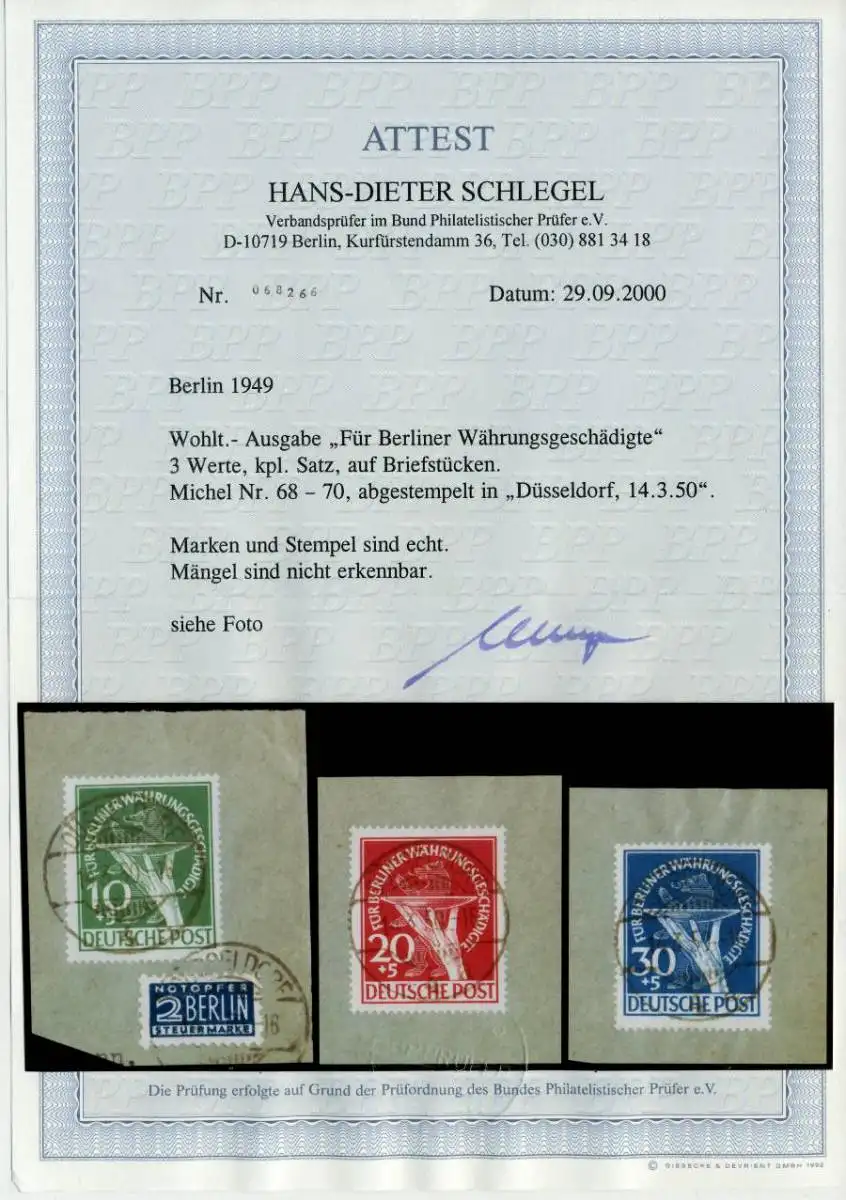 ATTEST
HANS-DIETER SCHLEGEL
Verbandsprüfer im Bund Philatelistischer Prüfer e.V.
D-10719 Berlin, Kurfürstendamm 36, Tel. (030) 881 34 18
Nr. 068266 Datum: 29.09.2000
Berlin 1949
Wohlt.- Ausgabe „Für Berliner Währungsgeschädigte“
3 Werte, kpl. Satz, auf Briefstücken.
Michel Nr. 68 – 70, abgestempelt in „Düsseldorf, 14.3.50“.
Marken und Stempel sind echt.
Mängel sind nicht erkennbar.
siehe Foto
FÜR BERLINER WÄHRUNGSGESCHÄDIGTE
10
+5
DEUTSCHE POST
NOTOPFER
2 BERLIN
STEUERMARKE
FÜR BERLINER WÄHRUNGSGESCHÄDIGTE
20
+5
DEUTSCHE POST
FÜR BERLINER WÄHRUNGSGESCHÄDIGTE
30
+5
DEUTSCHE POST
Die Prüfung erfolgte auf Grund der Prüfordnung des Bundes Philatelistischer Prüfer e.V.
© GIESECKE & DEVRIENT GMBH 1992